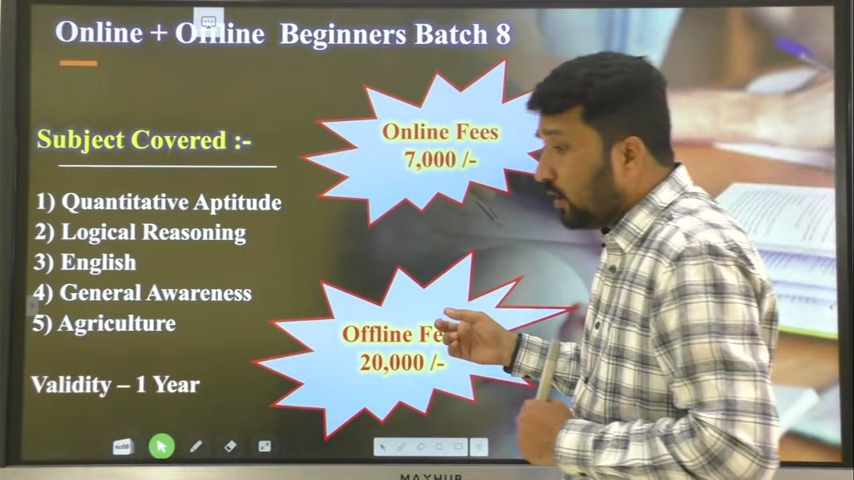 Online + Offline Beginners Batch 8
Subject Covered :-
1) Quantitative Aptitude
2) Logical Reasoning
3) English
4) General Awareness
5) Agriculture
Validity – 1 Year
Online Fees
7,000 /-
Offline Fe
20,000 /-
MAXHUB